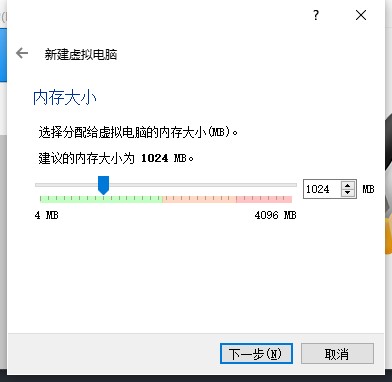 ?
新建虚拟电脑
内存大小
选择分配给虚拟电脑的内存大小(MB)。
建议的内存大小为 1024 MB。
1024 MB
4 MB 4096 MB
下一步(N) 取消